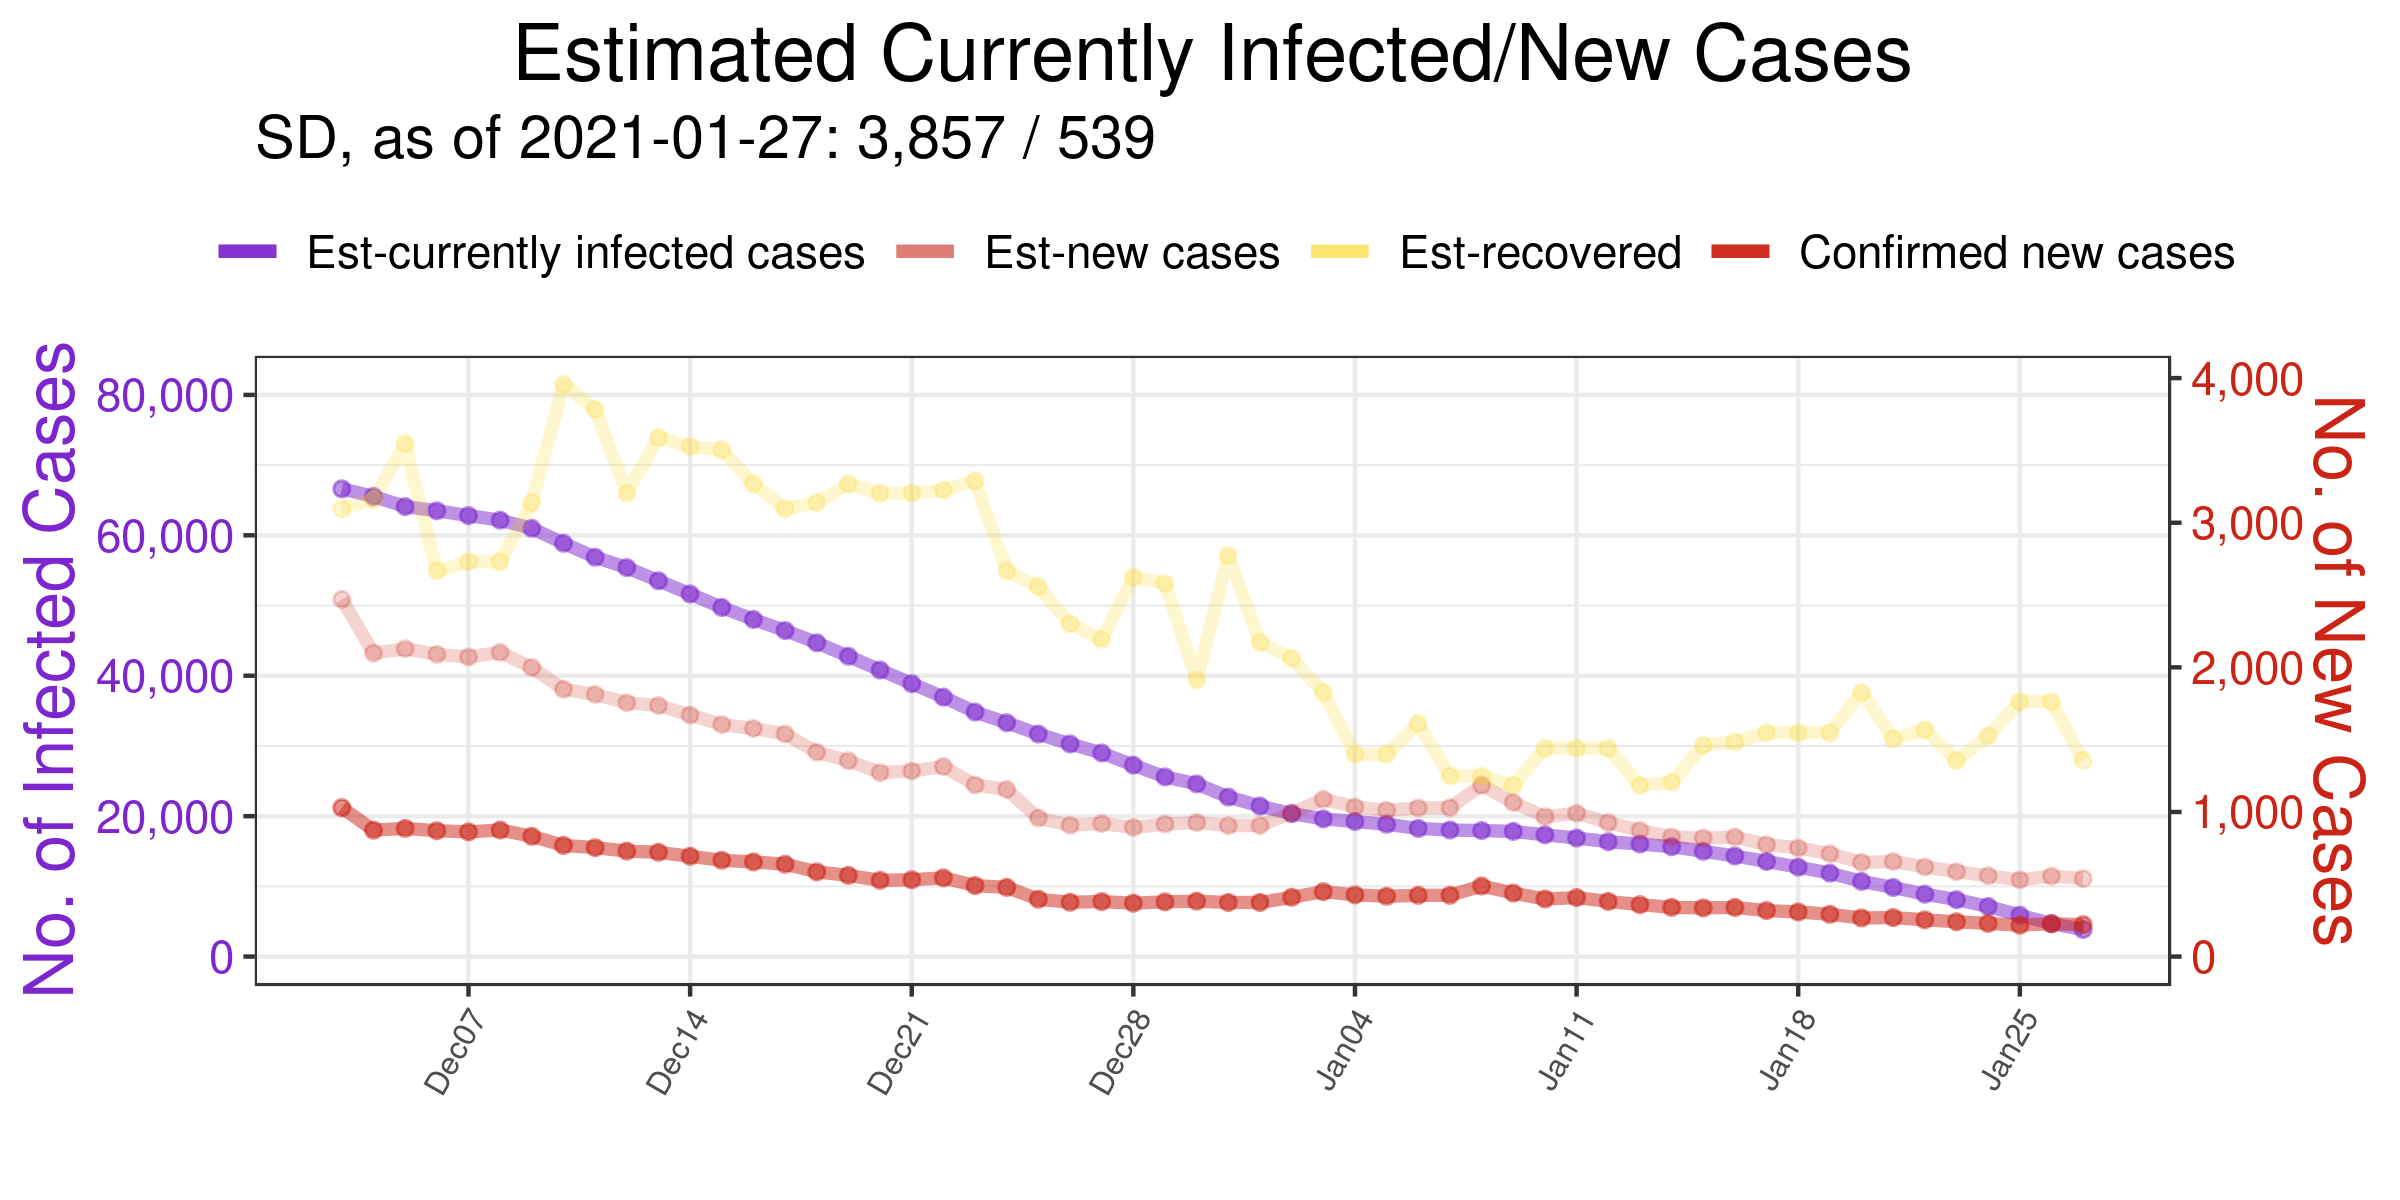 Estimated Currently Infected/New Cases
SD, as of 2021-01-27: 3,857 / 539
Est-currently infected cases Est-new cases Est-recovered Confirmed new cases
No. of Infected Cases
80,000
60,000
40,000
20,000
0
4,000
3,000
2,000
1,000
0
No. of New Cases
Dec07 Dec14 Dec21 Dec28 Jan04 Jan11 Jan18 Jan25